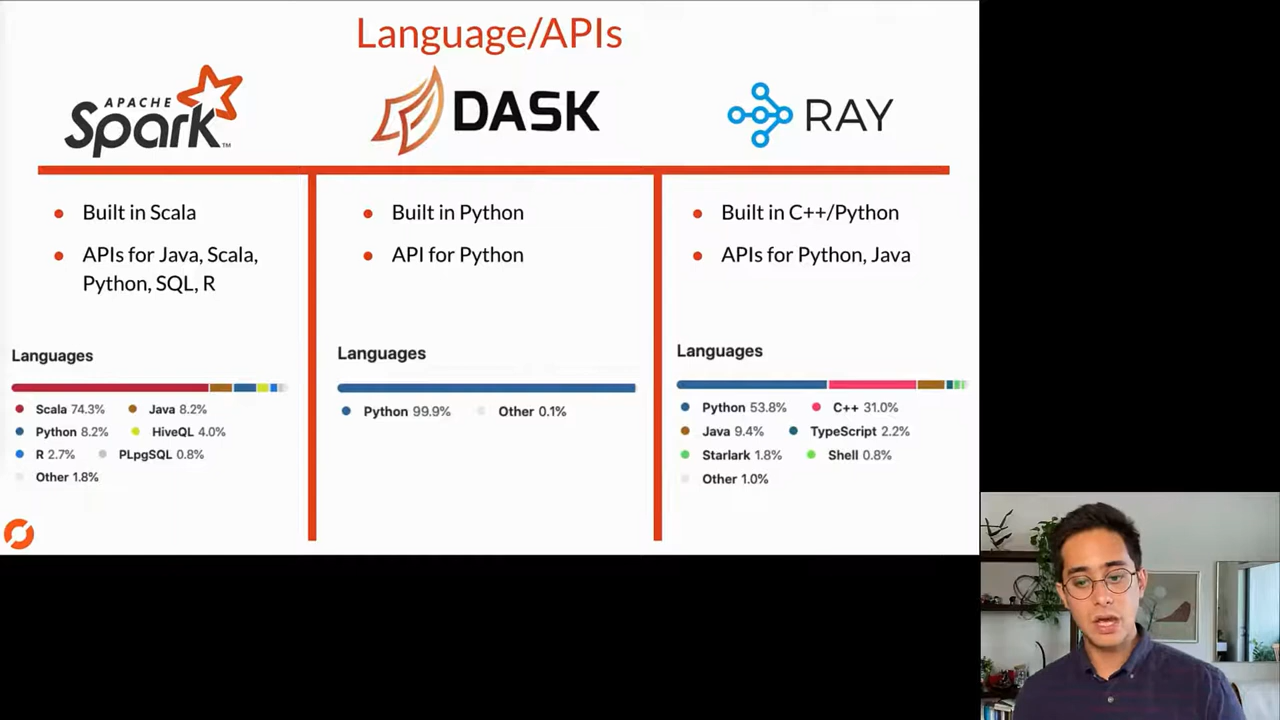 Language/APIs
APACHE
Spark™
DASK
RAY
Built in Scala
APIs for Java, Scala,
Python, SQL, R
Built in Python
API for Python
Built in C++/Python
APIs for Python, Java
Languages
Scala 74.3%
Java 8.2%
Python 8.2%
HiveQL 4.0%
R 2.7%
PLpgSQL 0.8%
Other 1.8%
Languages
Python 99.9%
Other 0.1%
Languages
Python 53.8%
C++ 31.0%
Java 9.4%
TypeScript 2.2%
Starlark 1.8%
Shell 0.8%
Other 1.0%